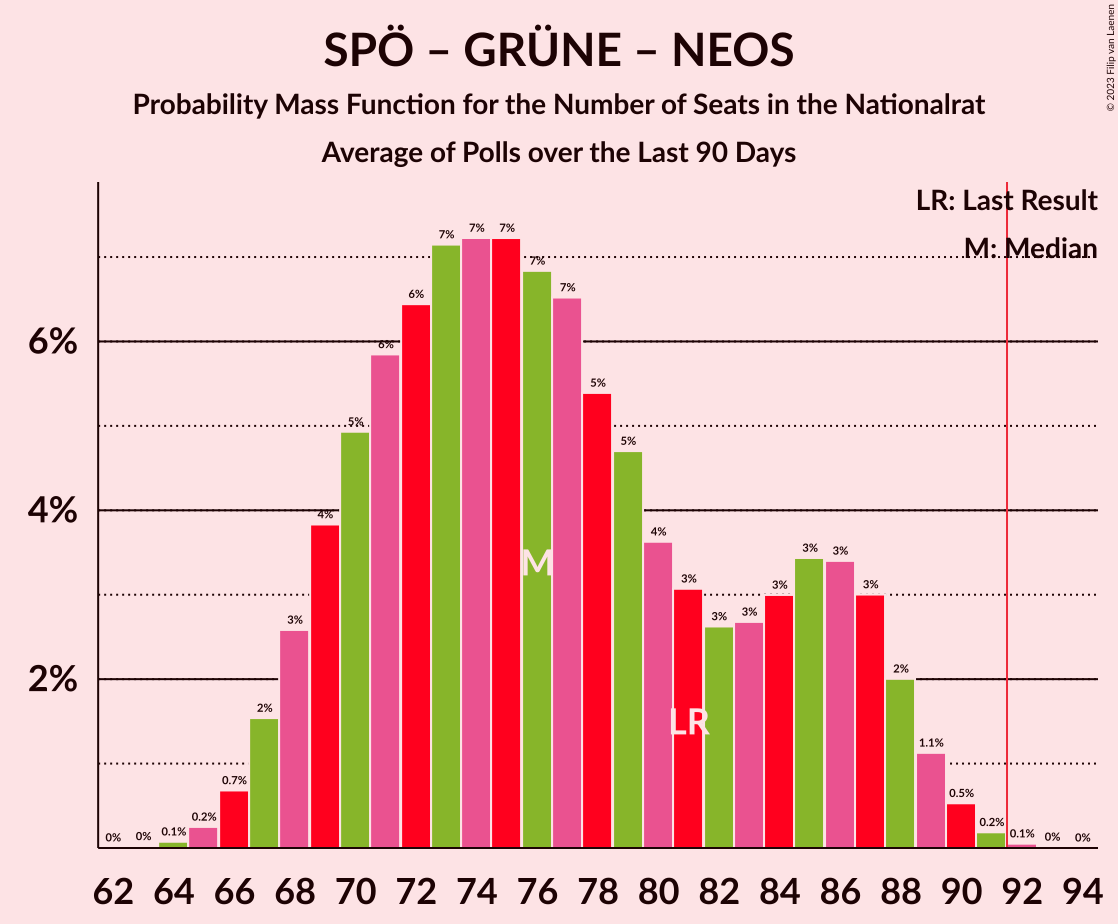 © 2023 Filip van Laenen
SPÖ – GRÜNE – NEOS
Probability Mass Function for the Number of Seats in the Nationalrat
Average of Polls over the Last 90 Days
LR: Last Result
M: Median
7% 7% 7% 7% 7%
6% 6% 6%
5% 5% 5%
4% 4% 4%
3% 3% 3% 3% 3% 3% 3% 3% 3%
M
LR
2% 2% 2%
1.1%
0.7% 0.5%
0% 0% 0.1% 0.2% 0.2% 0.1% 0% 0%
62 64 66 68 70 72 74 76 78 80 82 84 86 88 90 92 94